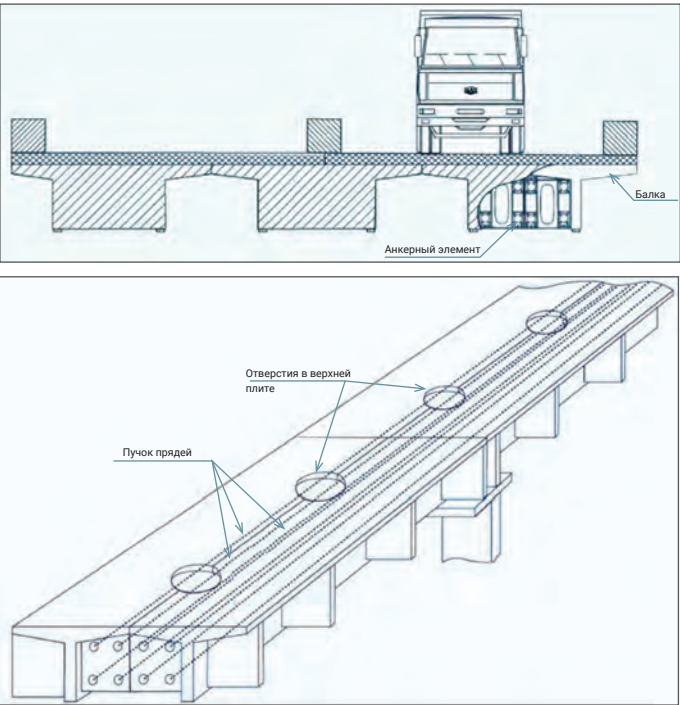 Балка
Анкерный элемент
Отверстия в верхней
плите
Пучок прядей